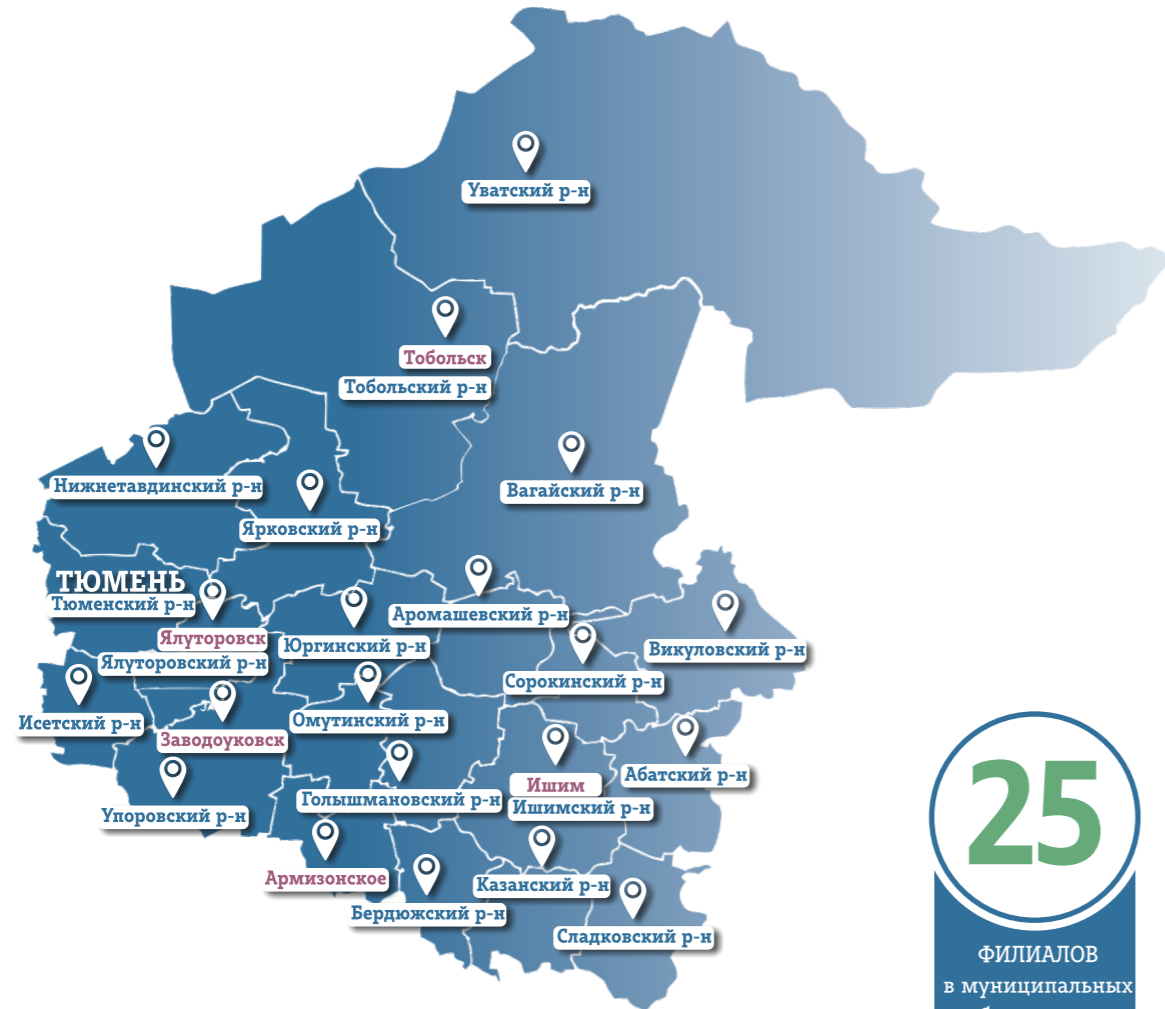 Уватский р-н
Тобольск
Тобольский р-н
Нижнетавдинский р-н
Вагайский р-н
Ярковский р-н
ТЮМЕНЬ
Тюменский р-н
Аромашевский р-н
Ялуторовск
Юргинский р-н
Викуловский р-н
Ялуторовский р-н
Сорокинский р-н
Исетский р-н
Омутинский р-н
Заводоуковск
Абатский р-н
Ишим
Голышмановский р-н
Ишимский р-н
Упоровский р-н
Армизонское
Казанский р-н
Бердюжский р-н
Сладковский р-н
25
ФИЛИАЛОВ
в муниципальных